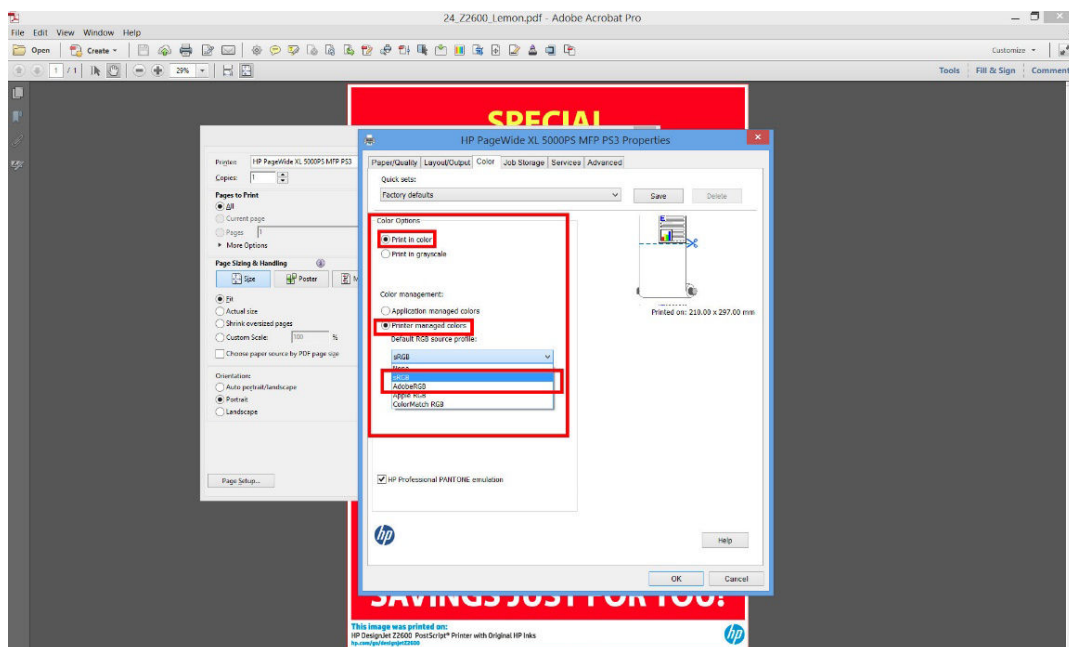 24_Z2600_Lemon.pdf - Adobe Acrobat Pro
File Edit View Window Help
Open Create Customize
1 / 1 29% Tools Fill & Sign Comment
SPECIAL
HP PageWide XL 5000PS MFP PS3 Properties
Printer: HP PageWide XL 5000PS MFP PS3
Copies: 1
Pages to Print
All
Current page
Pages 1
More Options
Page Sizing & Handling
Size Poster
Fit
Actual size
Shrink oversized pages
Custom Scale: 100 %
Choose paper source by PDF page size
Orientation:
Auto portrait/landscape
Portrait
Landscape
Page Setup...
Paper/Quality Layout/Output Color Job Storage Services Advanced
Quick sets:
Factory defaults Save Delete
Color Options
Print in color
Print in grayscale
Color management:
Application managed colors
Printer managed colors
Default RGB source profile:
sRGB
None
sRGB
AdobeRGB
Apple RGB
ColorMatch RGB
Printed on: 210.00 x 297.00 mm
HP Professional PANTONE emulation
hp
Help
OK Cancel
SAVINGS JUST FOR YOU!
This image was printed on:
HP DesignJet Z2600 PostScript® Printer with Original HP Inks
hp.com/go/designjetZ2600
hp